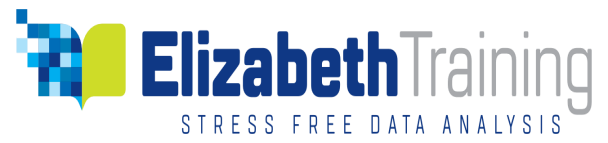 ElizabethTraining
STRESS FREE DATA ANALYSIS